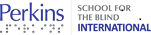 Perkins
SCHOOL FOR
THE BLIND
INTERNATIONAL